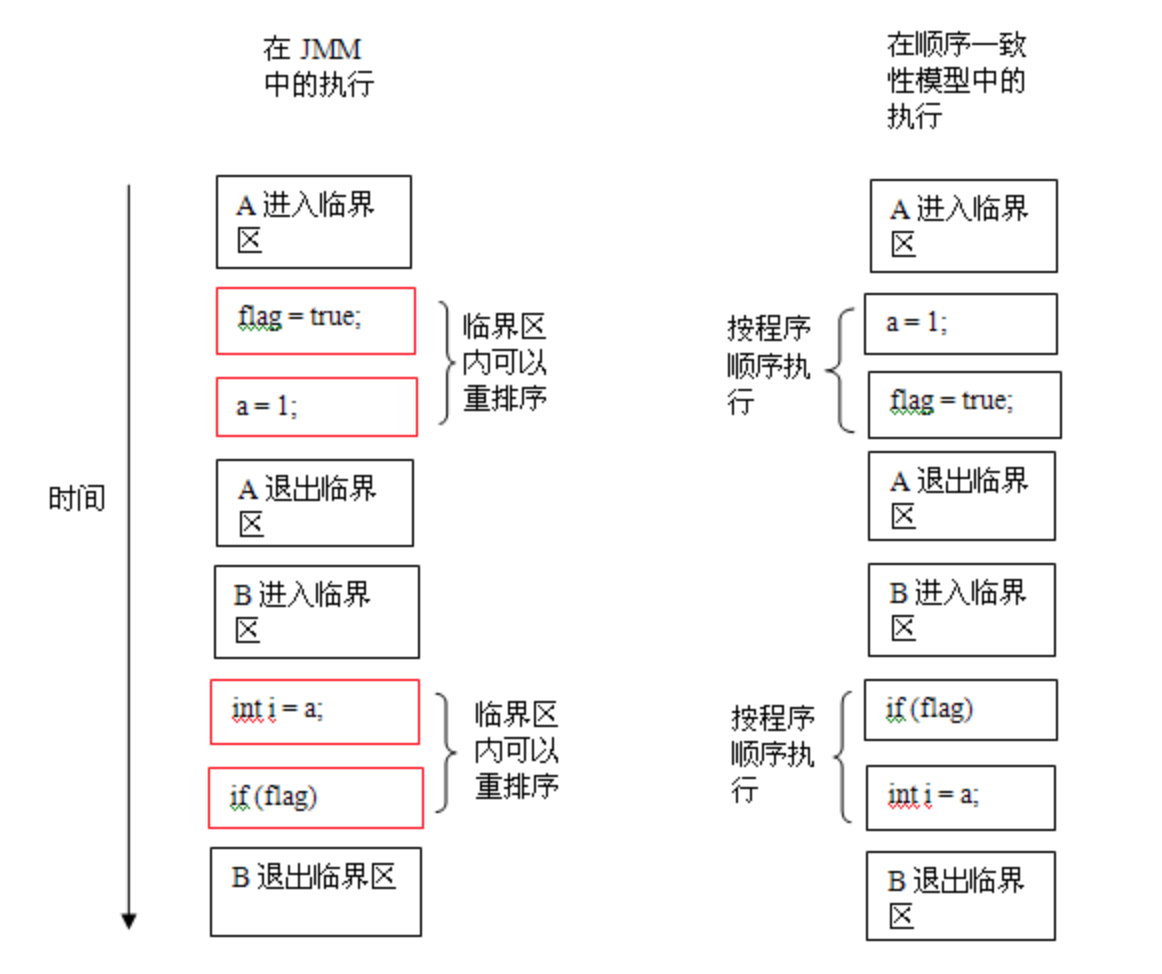 在 JMM
中的执行
在顺序一致
性模型中的
执行
时间
A 进入临界
区
flag = true;
a = 1;
临界区
内可以
重排序
A 退出临界
区
B 进入临界
区
int i = a;
if (flag)
临界区
内可以
重排序
B 退出临界区
A 进入临界
区
按程序
顺序执
行
a = 1;
flag = true;
A 退出临界
区
B 进入临界
区
按程序
顺序执
行
if (flag)
int i = a;
B 退出临界
区